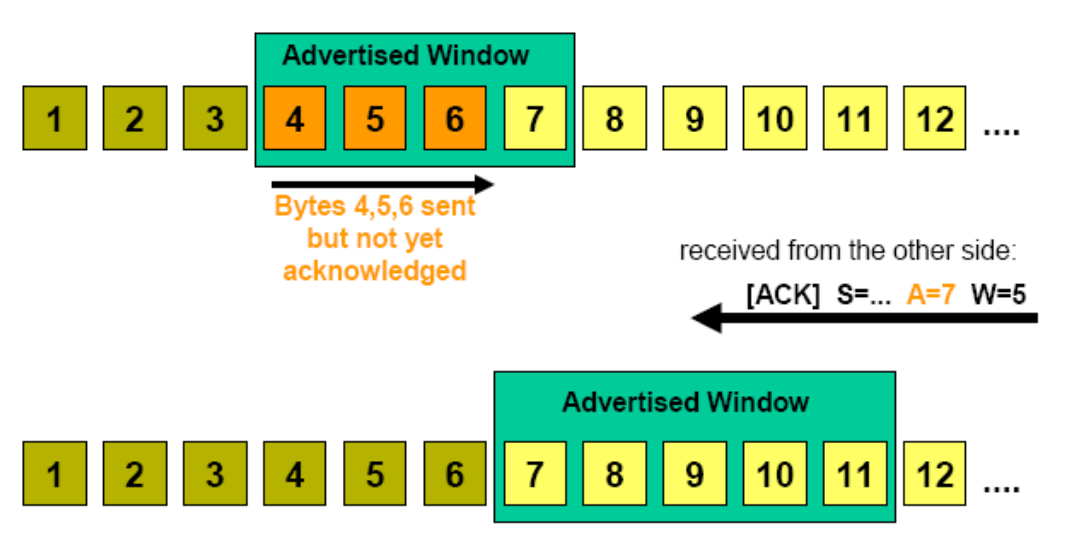 Advertised Window
1 2 3 4 5 6 7 8 9 10 11 12 ....
Bytes 4,5,6 sent
but not yet
acknowledged
received from the other side:
[ACK] S=... A=7 W=5
Advertised Window
1 2 3 4 5 6 7 8 9 10 11 12 ....